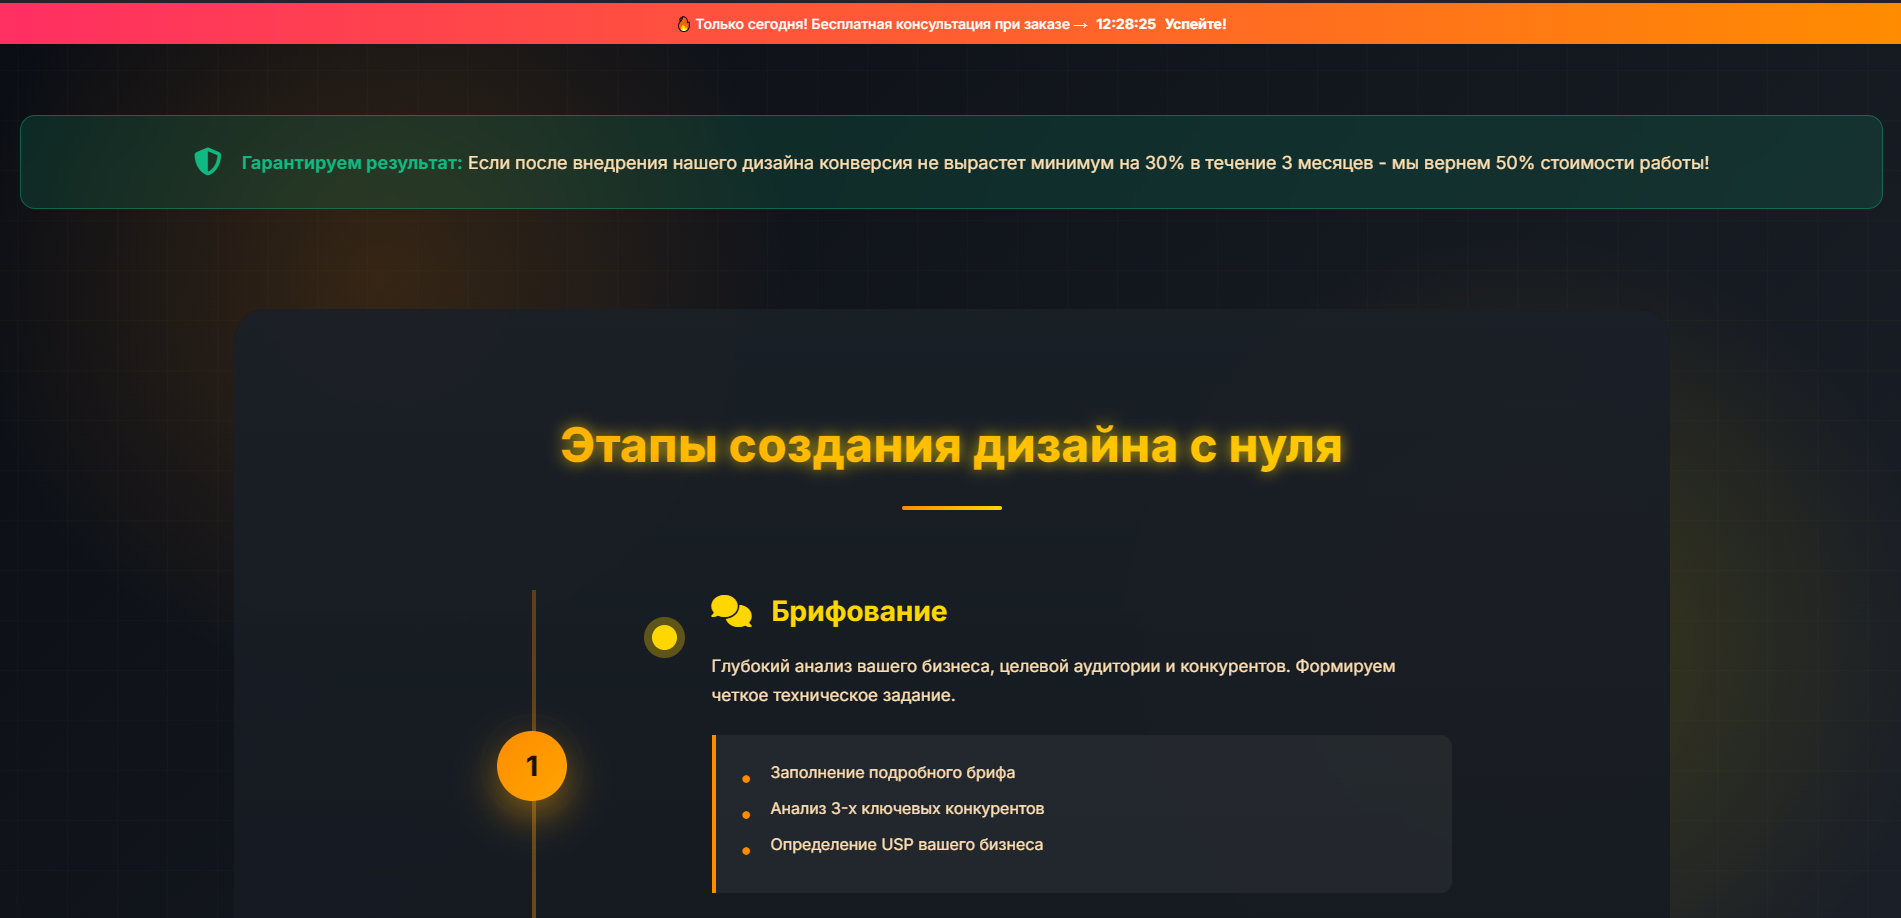 🔥 Только сегодня! Бесплатная консультация при заказе → 12:28:25 Успейте!
Гарантируем результат: Если после внедрения нашего дизайна конверсия не вырастет минимум на 30% в течение 3 месяцев - мы вернем 50% стоимости работы!
Этапы создания дизайна с нуля
Брифование
Глубокий анализ вашего бизнеса, целевой аудитории и конкурентов. Формируем
четкое техническое задание.
1
Заполнение подробного брифа
Анализ 3-х ключевых конкурентов
Определение USP вашего бизнеса